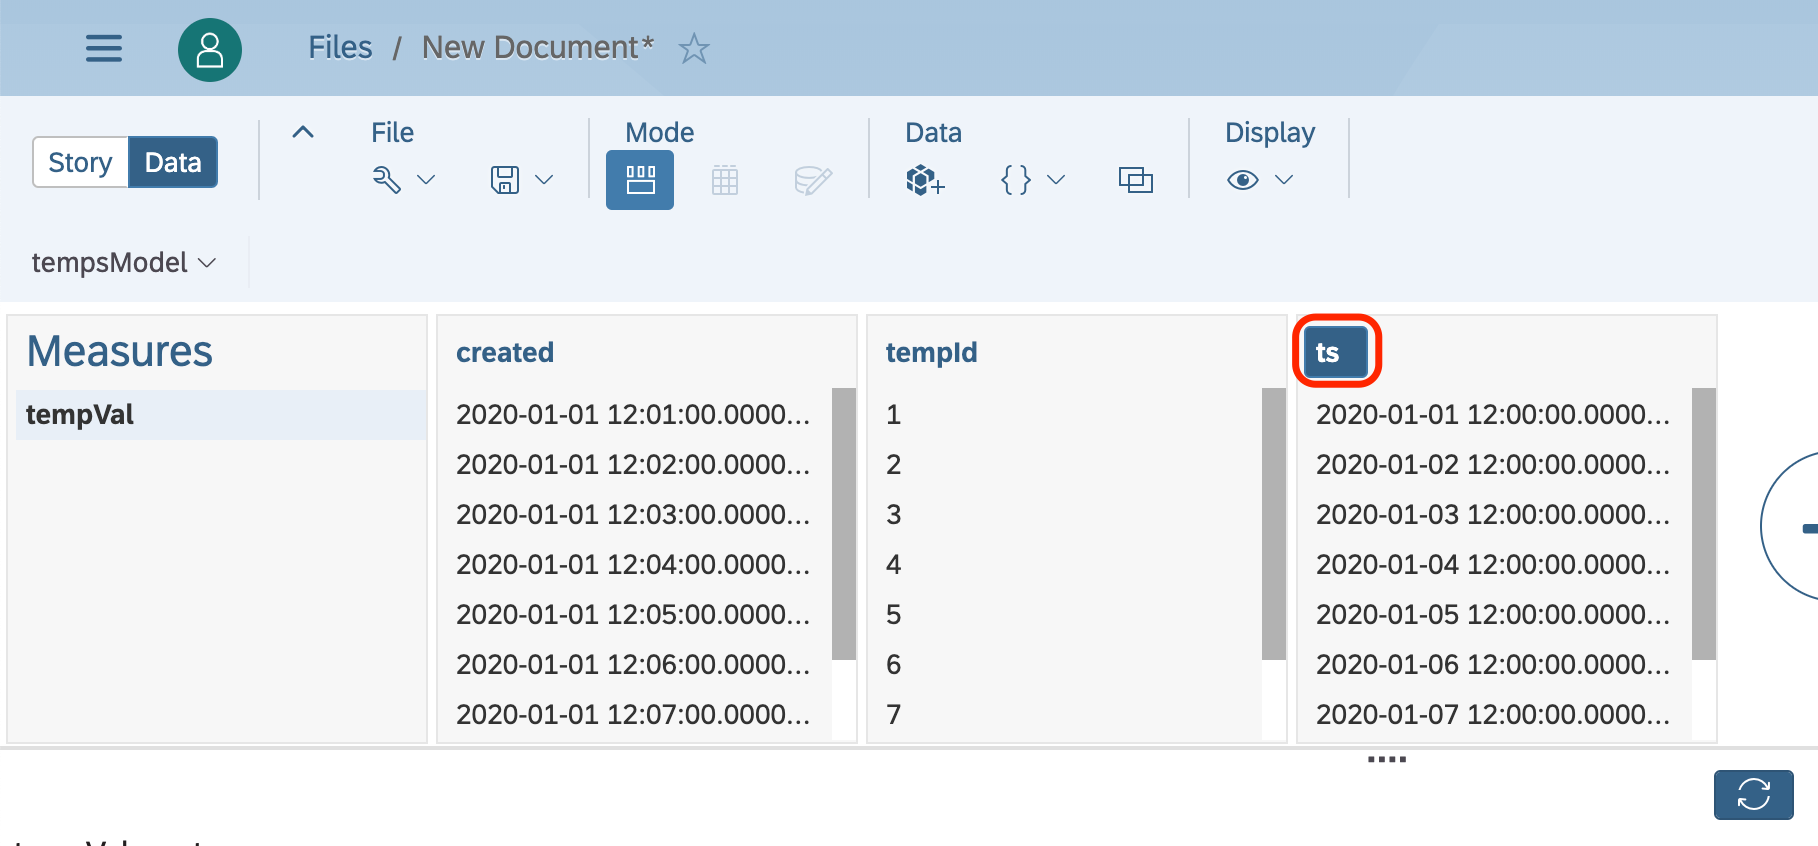 Files / New Document*
Story Data
File
Mode
Data
Display
tempsModel
Measures
tempVal
created
2020-01-01 12:01:00.0000...
2020-01-01 12:02:00.0000...
2020-01-01 12:03:00.0000...
2020-01-01 12:04:00.0000...
2020-01-01 12:05:00.0000...
2020-01-01 12:06:00.0000...
2020-01-01 12:07:00.0000...
tempId
1
2
3
4
5
6
7
ts
2020-01-01 12:00:00.0000...
2020-01-02 12:00:00.0000...
2020-01-03 12:00:00.0000...
2020-01-04 12:00:00.0000...
2020-01-05 12:00:00.0000...
2020-01-06 12:00:00.0000...
2020-01-07 12:00:00.0000...